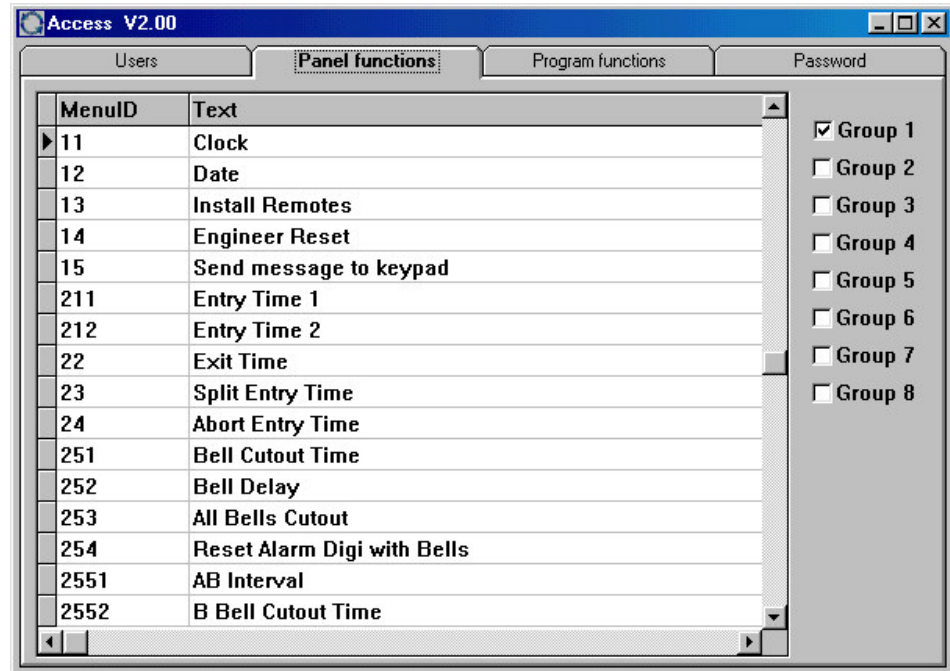 Access V2.00
Users Panel functions Program functions Password
MenuID Text
11 Clock
12 Date
13 Install Remotes
14 Engineer Reset
15 Send message to keypad
211 Entry Time 1
212 Entry Time 2
22 Exit Time
23 Split Entry Time
24 Abort Entry Time
251 Bell Cutout Time
252 Bell Delay
253 All Bells Cutout
254 Reset Alarm Digi with Bells
2551 AB Interval
2552 B Bell Cutout Time
Group 1
Group 2
Group 3
Group 4
Group 5
Group 6
Group 7
Group 8